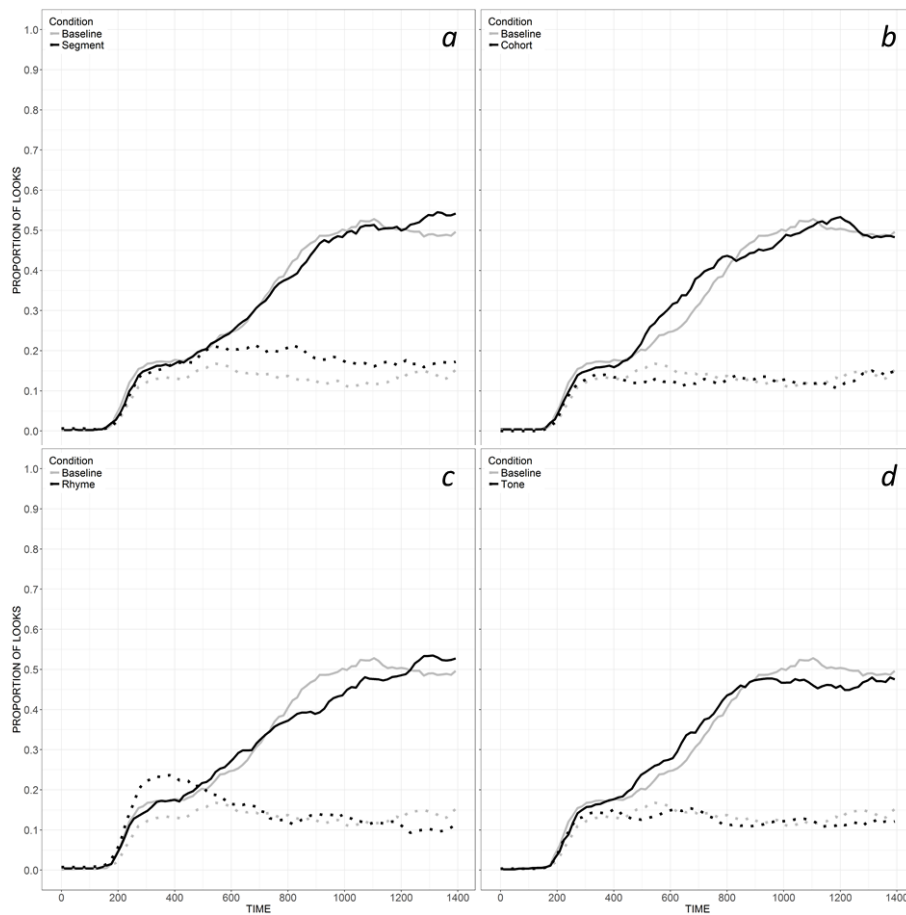 Condition
Baseline
Segment
a
1.0
0.9
0.8
0.7
0.6
0.5
0.4
0.3
0.2
0.1
0.0
PROPORTION OF LOOKS
Condition
Baseline
Cohort
b
Condition
Baseline
Rhyme
c
1.0
0.9
0.8
0.7
0.6
0.5
0.4
0.3
0.2
0.1
0.0
PROPORTION OF LOOKS
0 200 400 600 800 1000 1200 1400
TIME
Condition
Baseline
Tone
d
0 200 400 600 800 1000 1200 1400
TIME